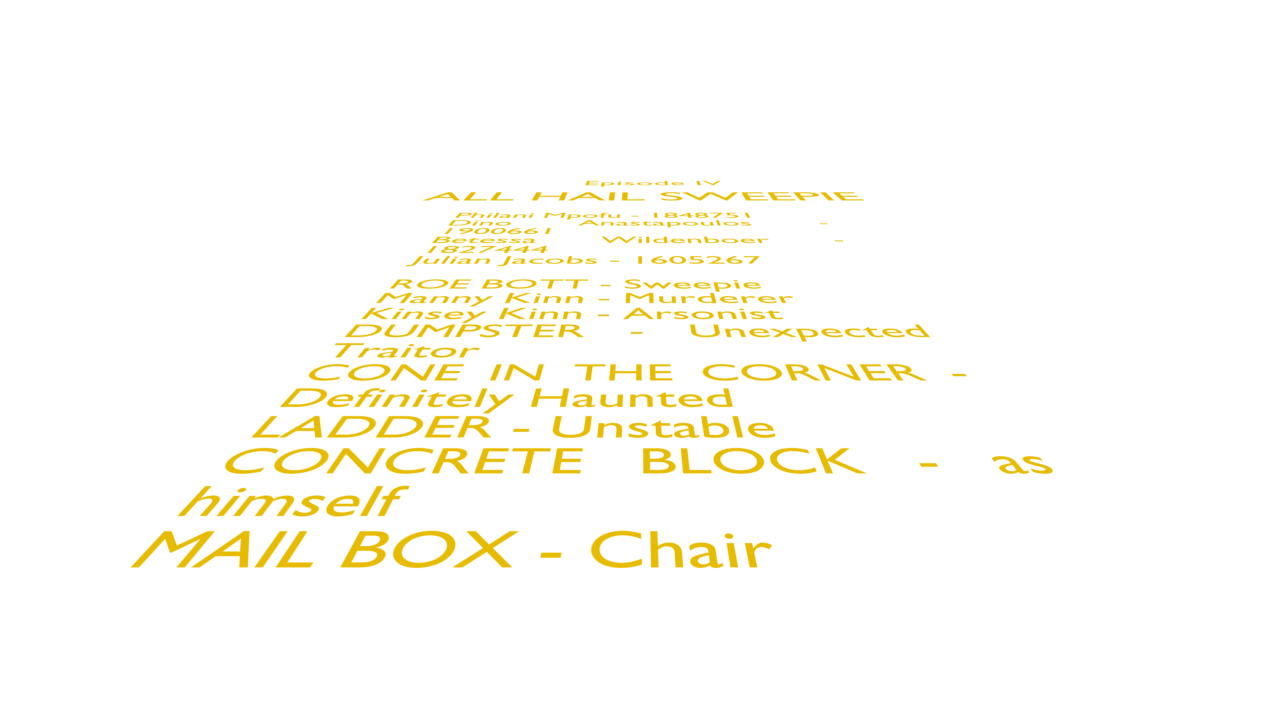 Episode IV
ALL HAIL SWEEPIE
Philani Mpofu - 1848751
Dino Anastapoulos -
1900661
Betessa Wildenboer -
1827444
Julian Jacobs - 1605267
ROE BOTT - Sweepie
Manny Kinn - Murderer
Kinsey Kinn - Arsonist
DUMPSTER - Unexpected
Traitor
CONE IN THE CORNER -
Definitely Haunted
LADDER - Unstable
CONCRETE BLOCK - as
himself
MAIL BOX - Chair